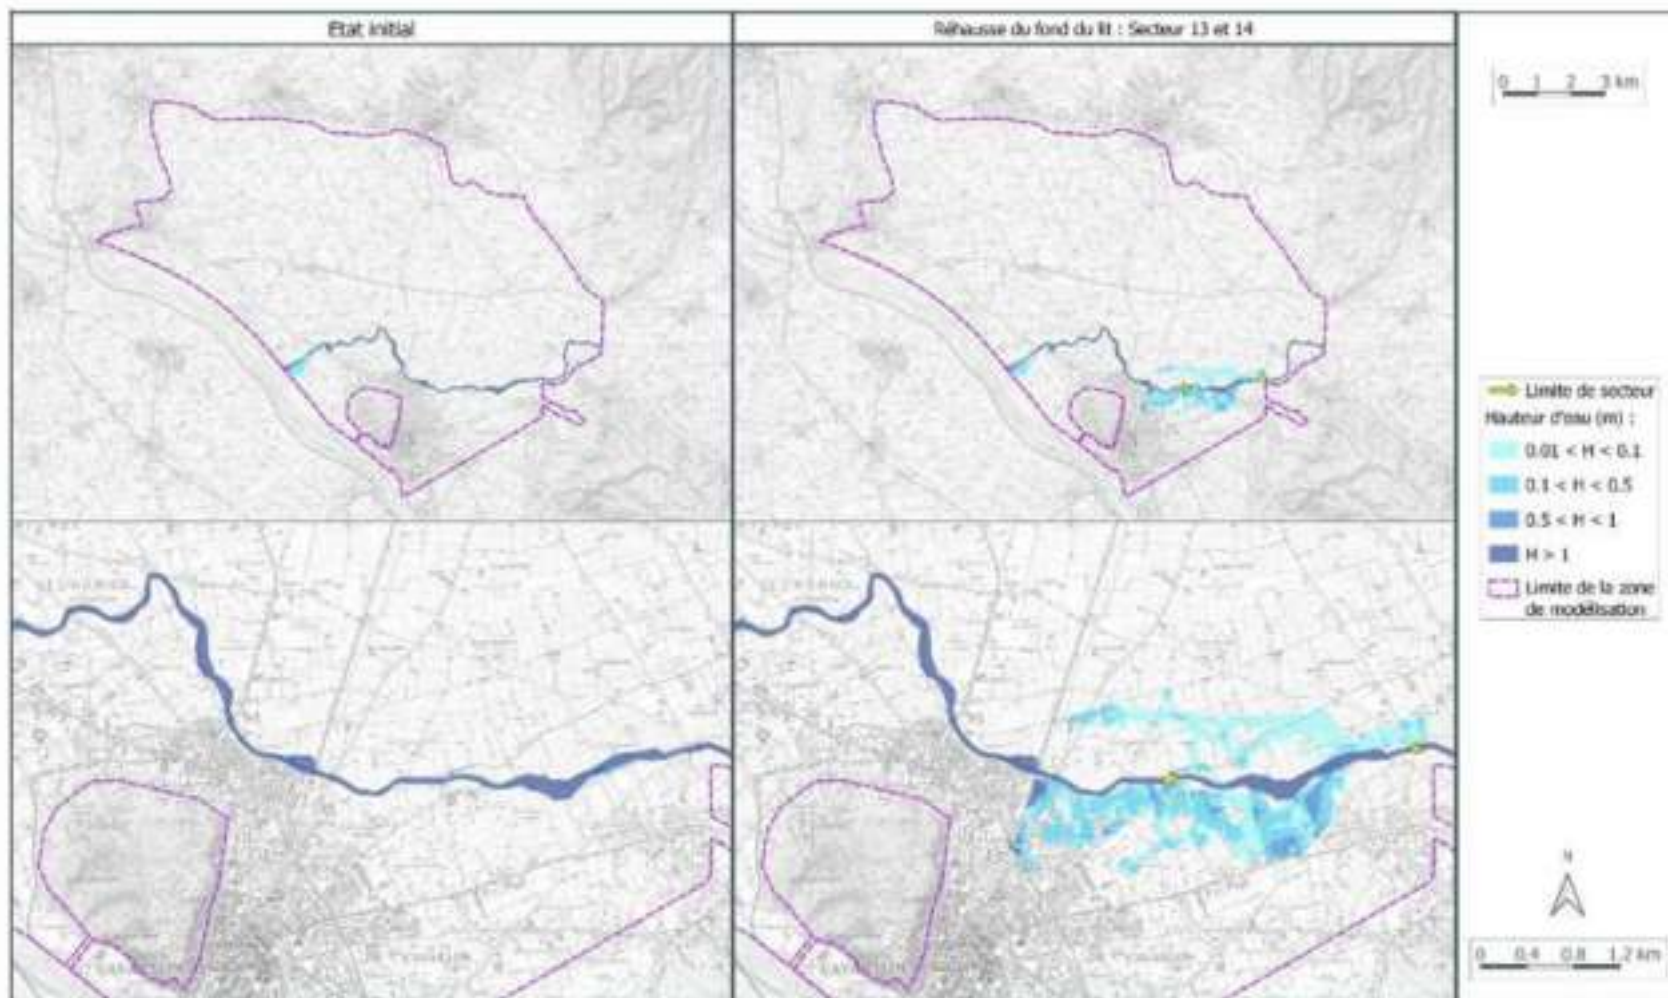 Etat initial
Réhausse du fond du lit : Secteur 13 et 14
0 1 2 3 km
Limite de secteur
Hauteur d'eau (m) :
0.01 < H < 0.1
0.1 < H < 0.5
0.5 < H < 1
H > 1
Limite de la zone
de modélisation
N
0 0.4 0.8 1.2 km